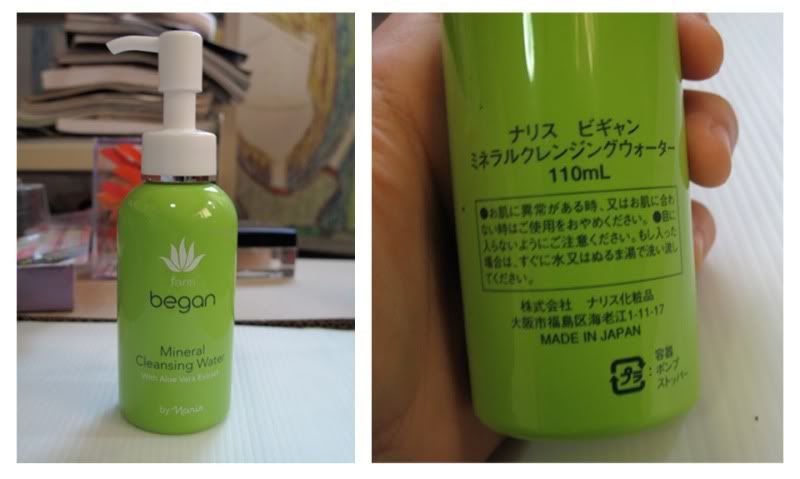 farm
began
Mineral
Cleansing Water
With Aloe Vera Extract
by Naris
ナリス ビギャン
ミネラルクレンジングウォーター
110mL
●お肌に異常がある時、又はお肌に合わ
ない時はご使用をおやめください。●目に
入らないようにご注意ください。もし入った
場合は、すぐに水又はぬるま湯で洗い流し
てください。
株式会社 ナリス化粧品
大阪市福島区海老江1-11-17
MADE IN JAPAN
プラ
:容器
ポンプ
ストッパー